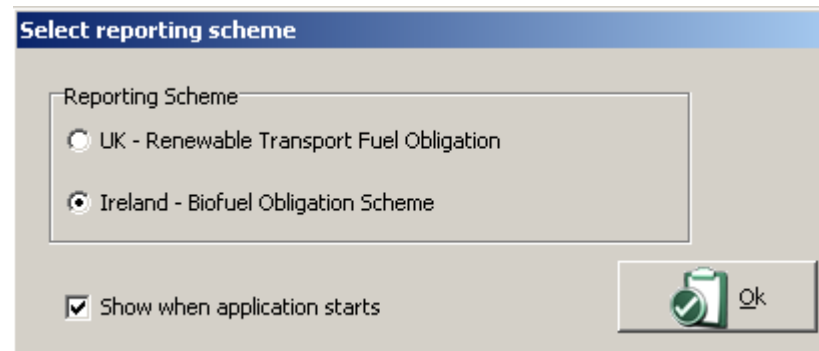 Select reporting scheme
Reporting Scheme
UK - Renewable Transport Fuel Obligation
Ireland - Biofuel Obligation Scheme
Show when application starts
Ok